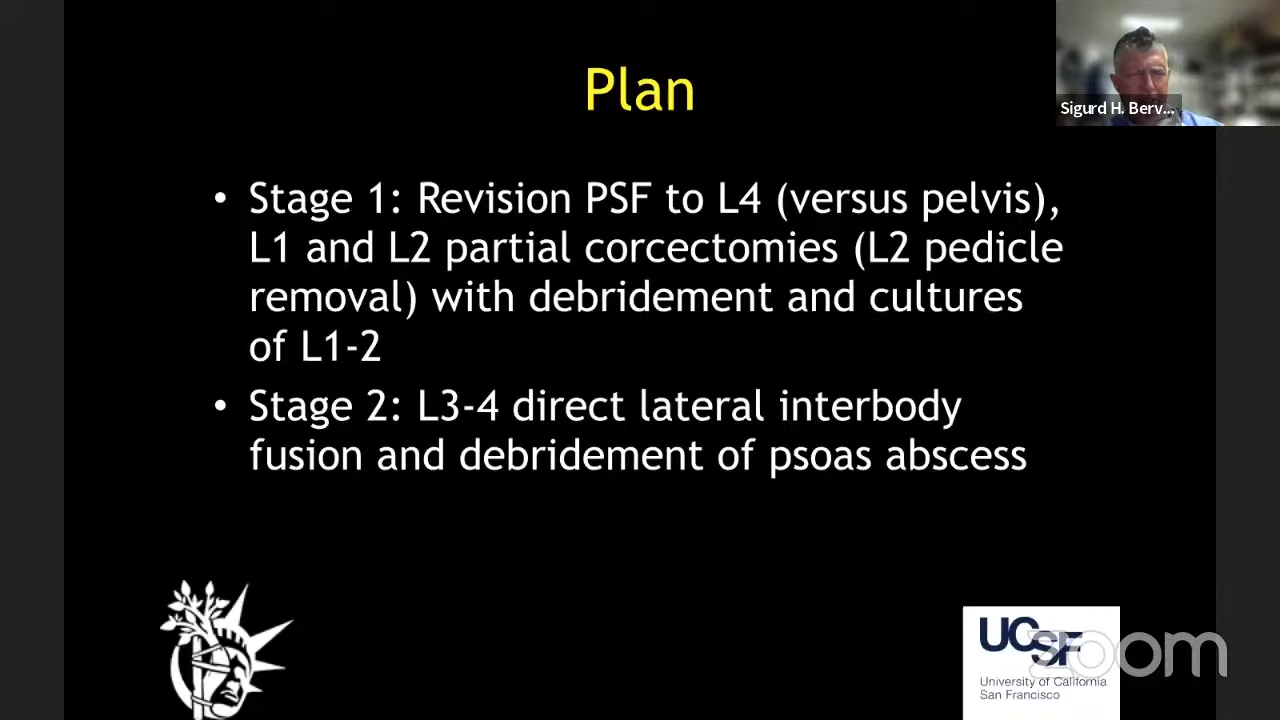 Plan
Sigurd H. Berv...
• Stage 1: Revision PSF to L4 (versus pelvis),
L1 and L2 partial corcectomies (L2 pedicle
removal) with debridement and cultures
of L1-2
• Stage 2: L3-4 direct lateral interbody
fusion and debridement of psoas abscess
UCSF
zoom
University of California
San Francisco